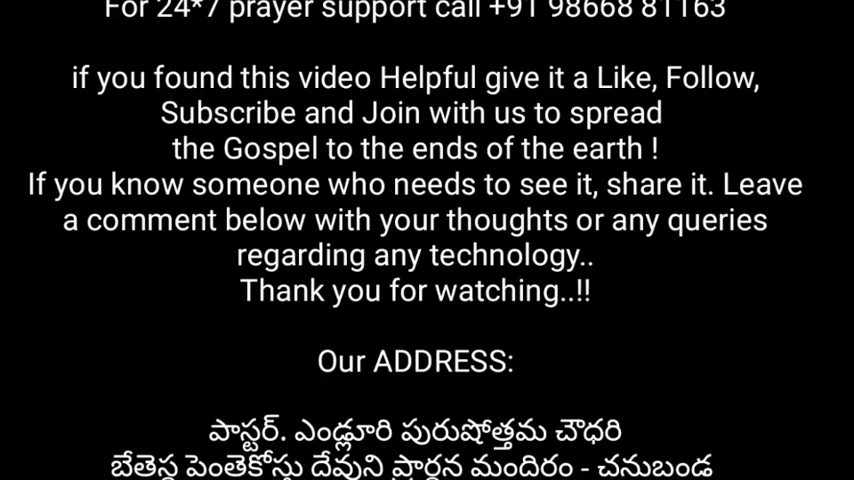 For 24*7 prayer support call +91 98668 81163
if you found this video Helpful give it a Like, Follow,
Subscribe and Join with us to spread
the Gospel to the ends of the earth !
If you know someone who needs to see it, share it. Leave
a comment below with your thoughts or any queries
regarding any technology..
Thank you for watching..!!
Our ADDRESS:
పాస్టర్. ఎండ్లూరి పురుషోత్తమ చౌధరి
బేతెస్ద పెంతెకోస్తు దేవుని ప్రార్ధన మందిరం - చనుబండ